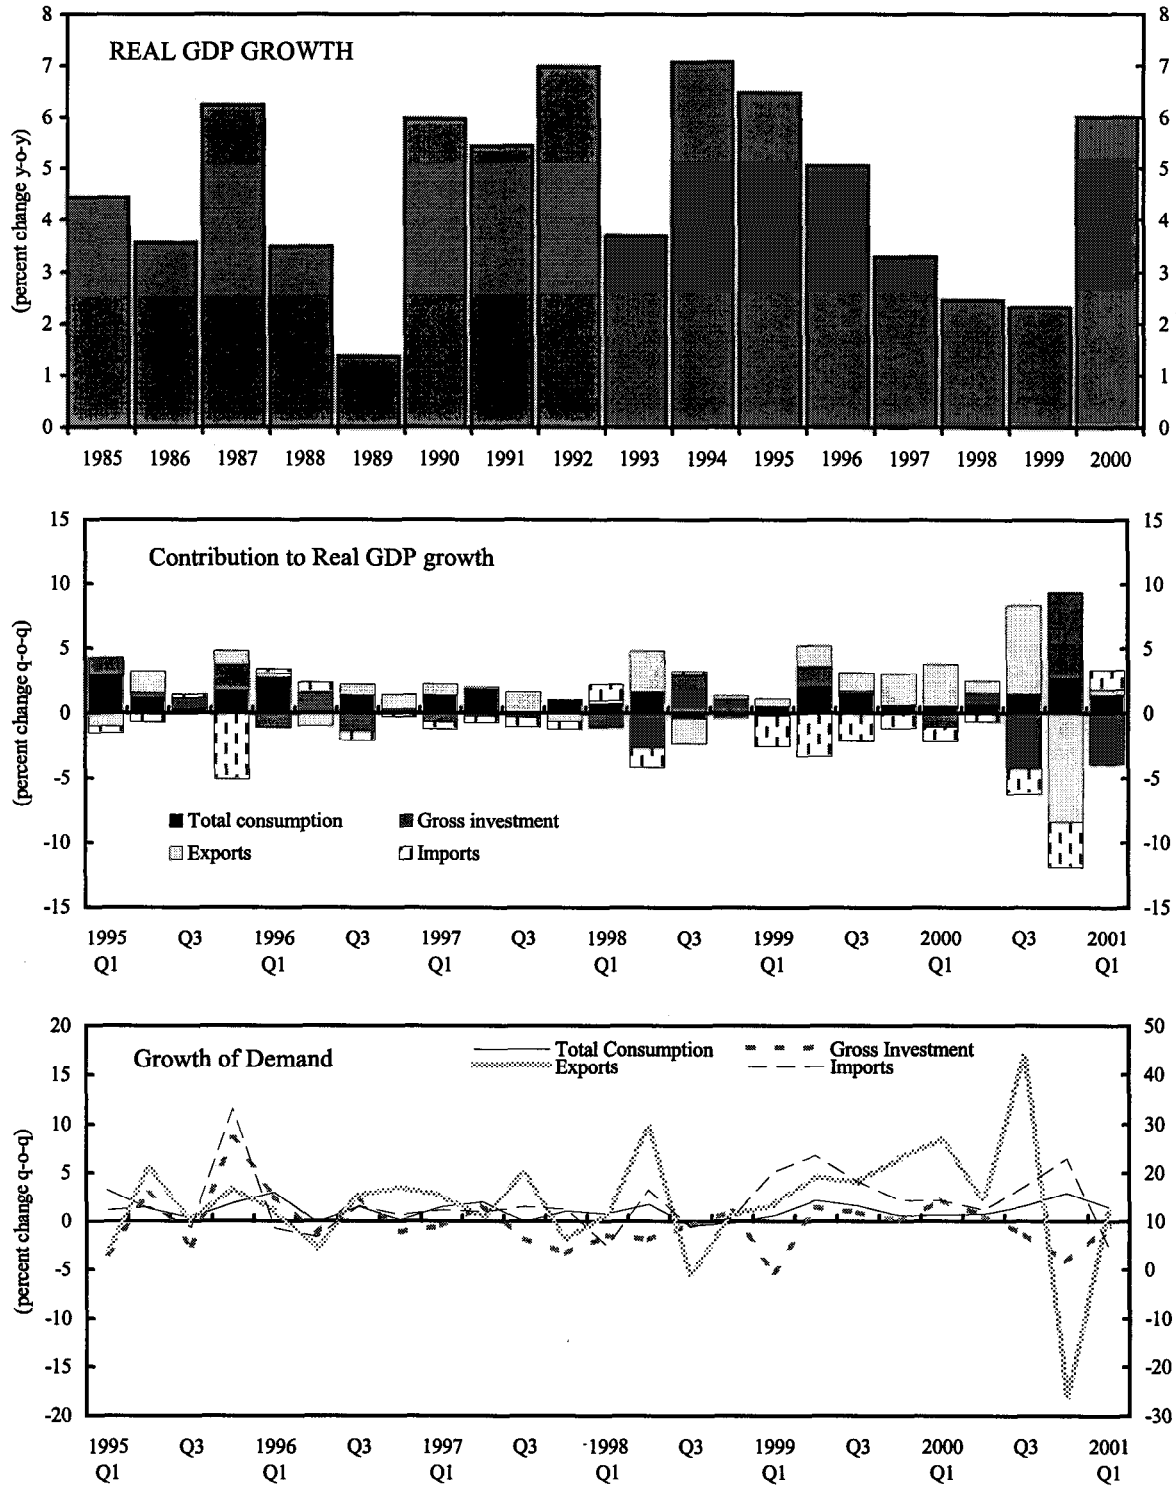 REAL GDP GROWTH
(percent change y-o-y)
8 8
7 7
6 6
5 5
4 4
3 3
2 2
1 1
0 0
1985 1986 1987 1988 1989 1990 1991 1992 1993 1994 1995 1996 1997 1998 1999 2000
Contribution to Real GDP growth
(percent change q-o-q)
15 15
10 10
5 5
0 0
-5 -5
-10 -10
-15 -15
Total consumption Gross investment
Exports Imports
1995 Q3 1996 Q3 1997 Q3 1998 Q3 1999 Q3 2000 Q3 2001
Q1 Q1 Q1 Q1 Q1 Q1 Q1
Growth of Demand
(percent change q-o-q)
Total Consumption Gross Investment
Exports Imports
20 50
15 40
10 30
5 20
0 10
-5 0
-10 -10
-15 -20
-20 -30
1995 Q3 1996 Q3 1997 Q3 -1998 Q3 1999 Q3 2000 Q3 2001
Q1 Q1 Q1 Q1 Q1 Q1 Q1